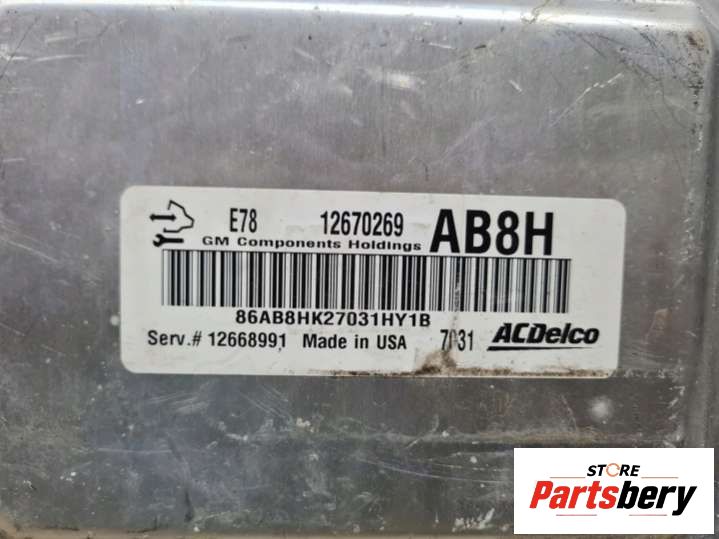 E78 12670269 AB8H
GM Components Holdings
86AB8HK27031HY1B
Serv.# 12668991 Made in USA 7031 ACDelco
STORE
Partsbery